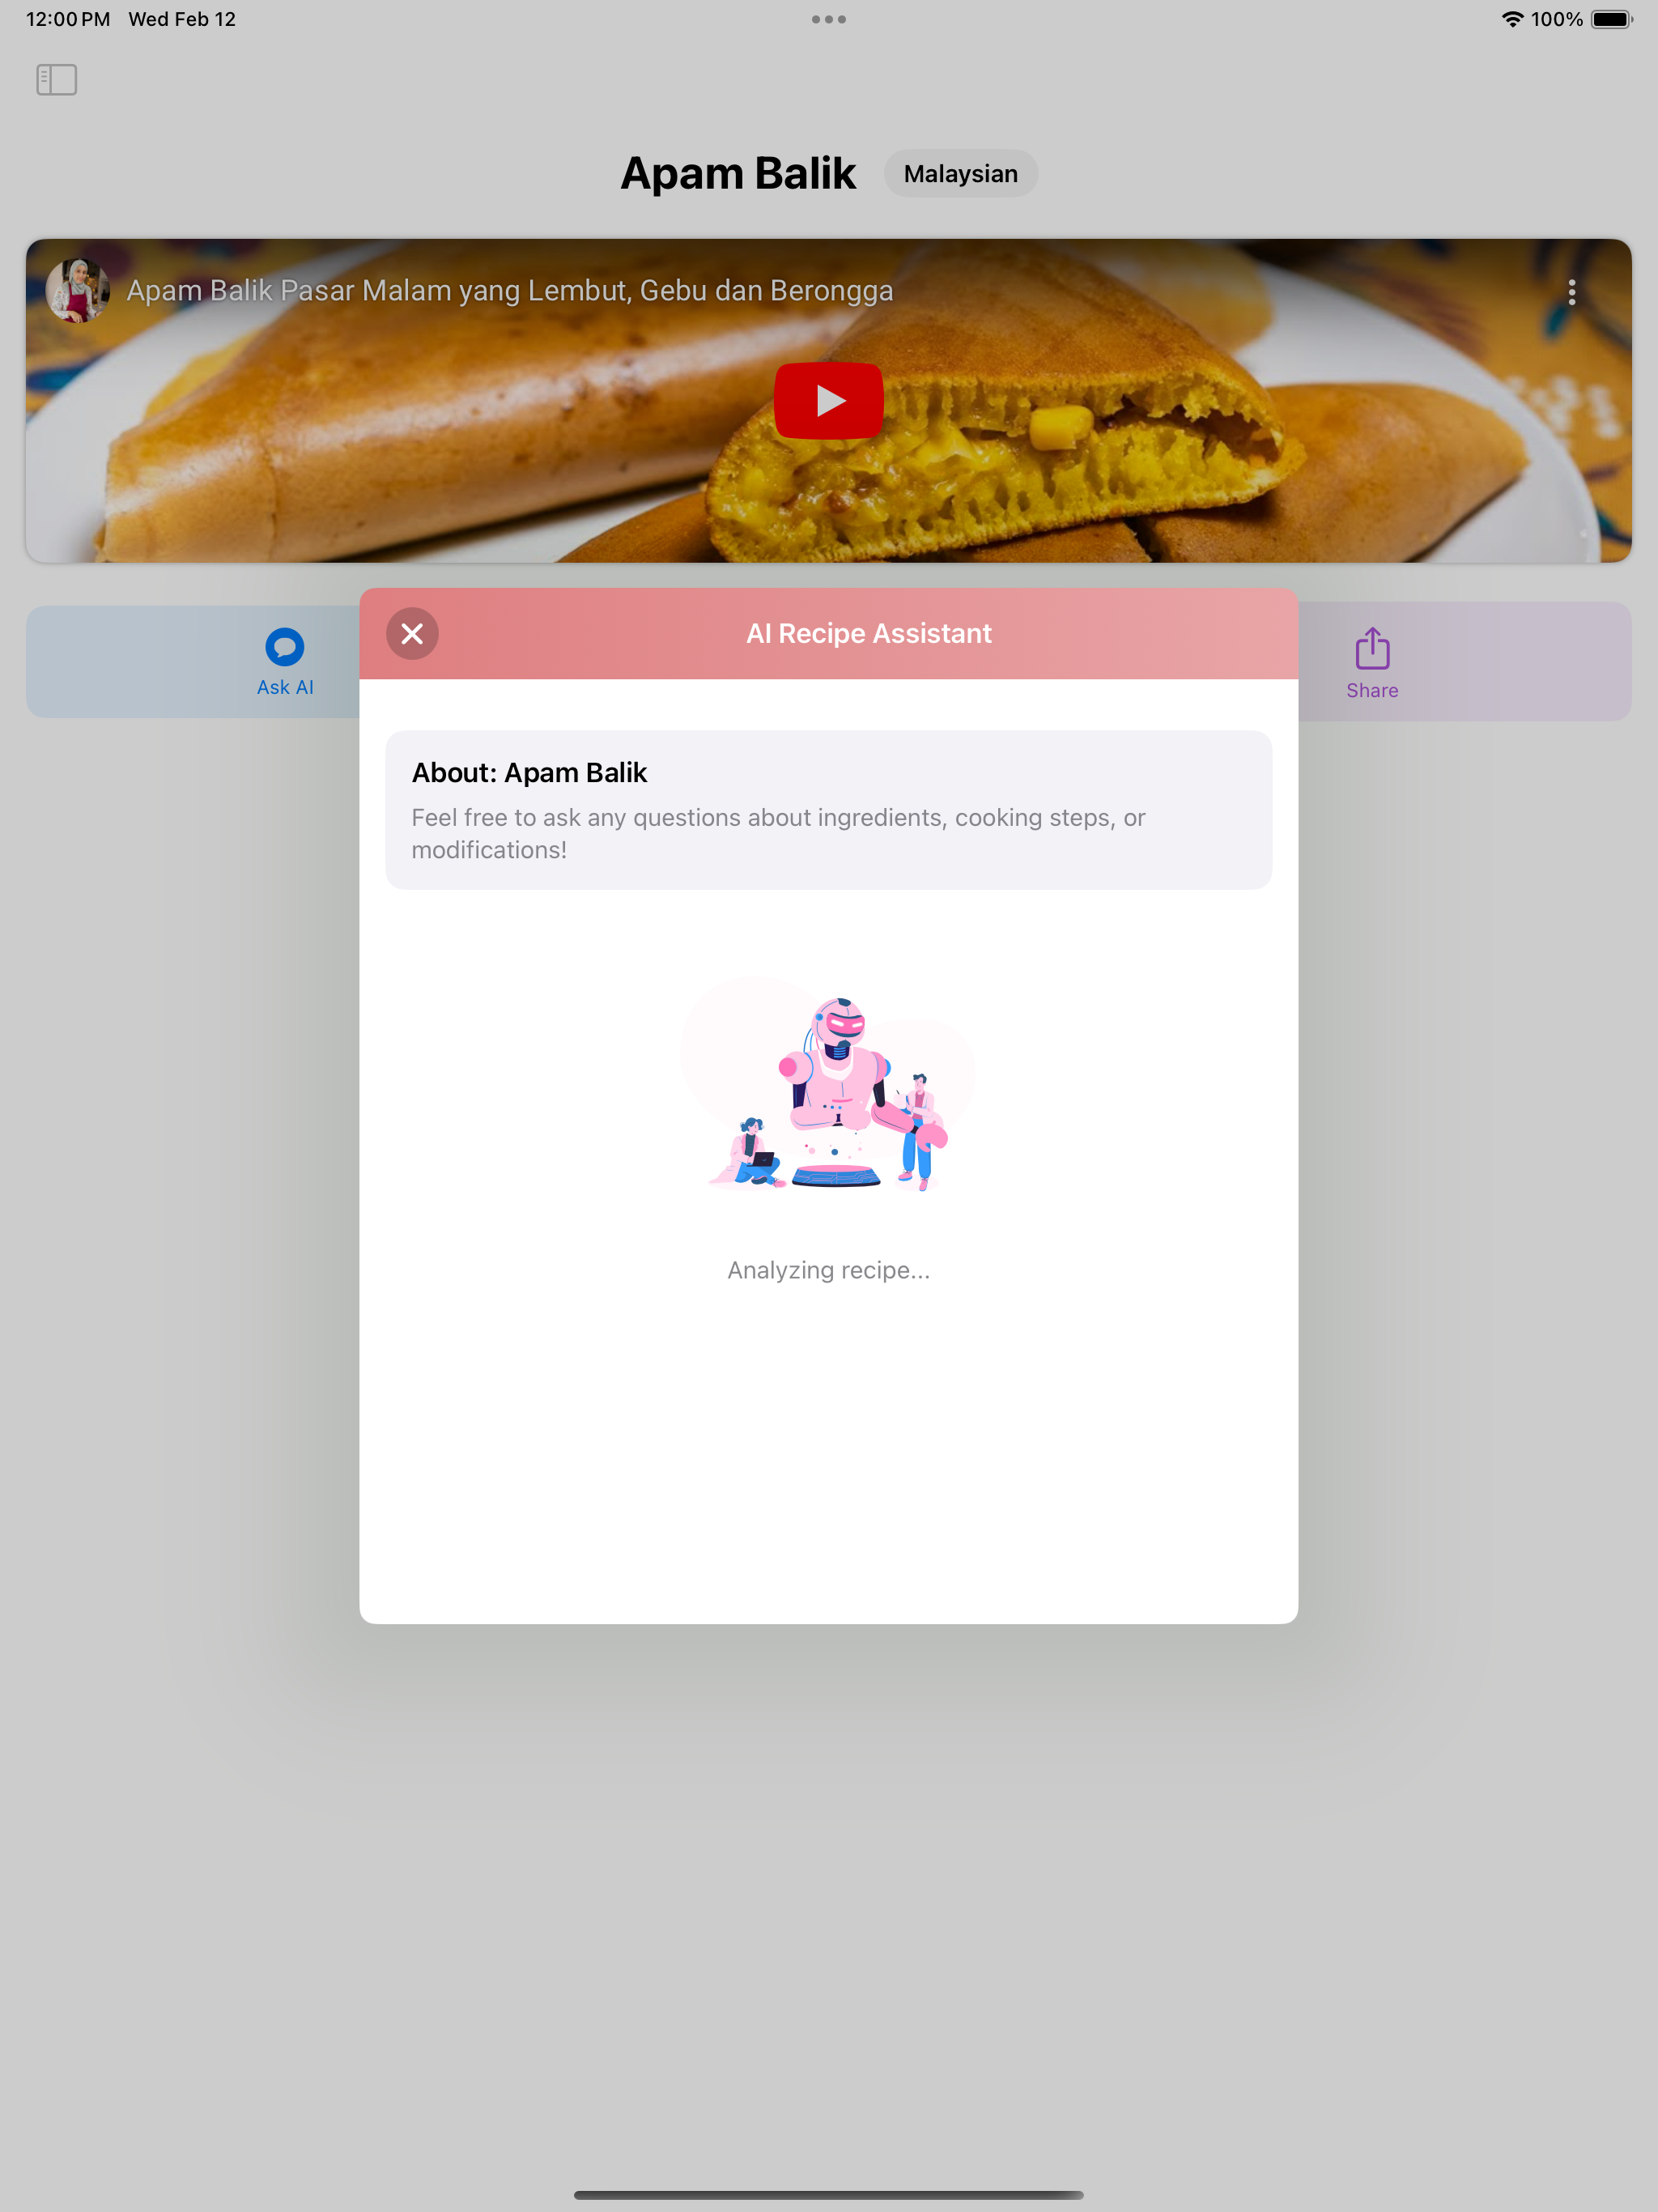 12:00 PM Wed Feb 12
100%
Apam Balik
Malaysian
Apam Balik Pasar Malam yang Lembut, Gebu dan Berongga
Ask AI
Share
AI Recipe Assistant
About: Apam Balik
Feel free to ask any questions about ingredients, cooking steps, or
modifications!
Analyzing recipe...